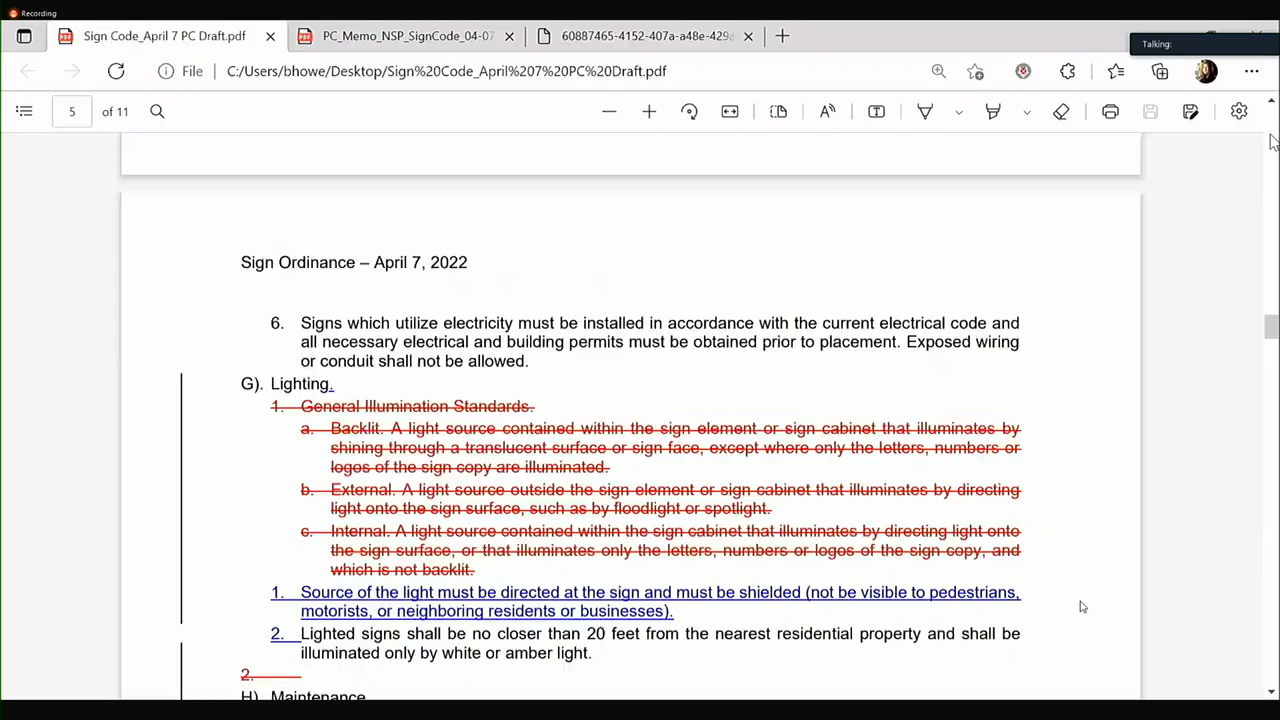 Recording
Sign Code_April 7 PC Draft.pdf
PC_Memo_NSP_SignCode_04-07
60887465-4152-407a-a48e-429a
Talking:
File
C:/Users/bhowe/Desktop/Sign%20Code_April%207%20PC%20Draft.pdf
5 of 11
Sign Ordinance – April 7, 2022
6. Signs which utilize electricity must be installed in accordance with the current electrical code and
all necessary electrical and building permits must be obtained prior to placement. Exposed wiring
or conduit shall not be allowed.
G). Lighting.
1. General Illumination Standards.
a. Backlit. A light source contained within the sign element or sign cabinet that illuminates by
shining through a translucent surface or sign face, except where only the letters, numbers or
logos of the sign copy are illuminated.
b. External. A light source outside the sign element or sign cabinet that illuminates by directing
light onto the sign surface, such as by floodlight or spotlight.
c. Internal. A light source contained within the sign cabinet that illuminates by directing light onto
the sign surface, or that illuminates only the letters, numbers or logos of the sign copy, and
which is not backlit.
1. Source of the light must be directed at the sign and must be shielded (not be visible to pedestrians,
motorists, or neighboring residents or businesses).
2. Lighted signs shall be no closer than 20 feet from the nearest residential property and shall be
illuminated only by white or amber light.
2.
H) Maintenance